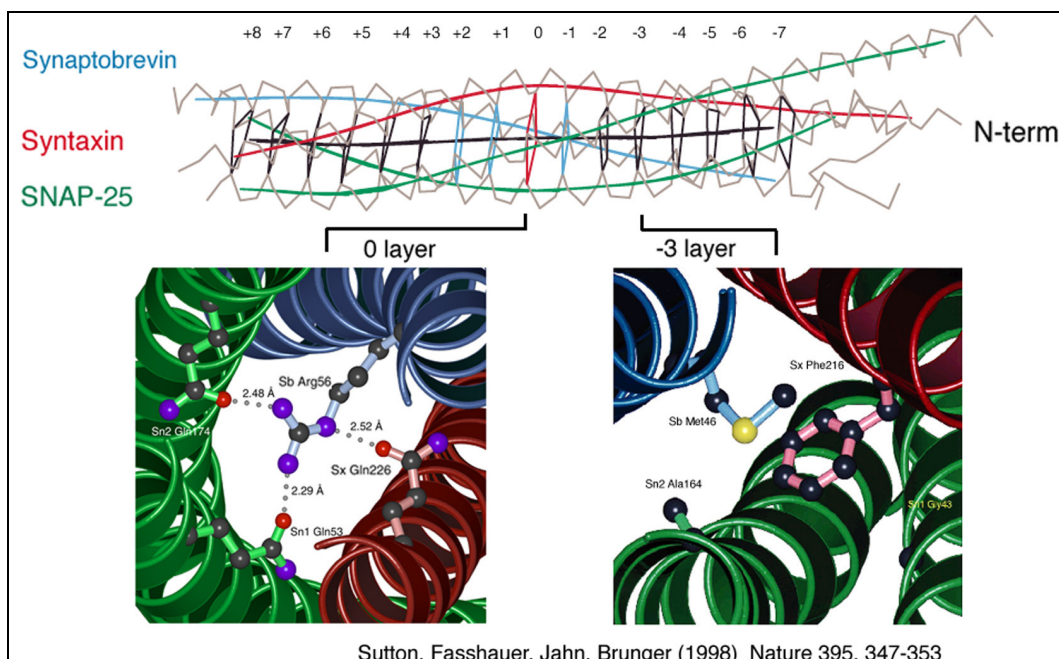 +8 +7 +6 +5 +4 +3 +2 +1 0 -1 -2 -3 -4 -5 -6 -7
Synaptobrevin
Syntaxin
N-term
SNAP-25
0 layer
-3 layer
Sb Arg56
2.48 Å
Sn2 Gln174
2.52 Å
Sx Gln226
2.29 Å
Sn1 Gln53
Sx Phe216
Sb Met46
Sn2 Ala164
Sn1 Gly43
Sutton, Fasshauer, Jahn, Brunger (1998) Nature 395, 347-353